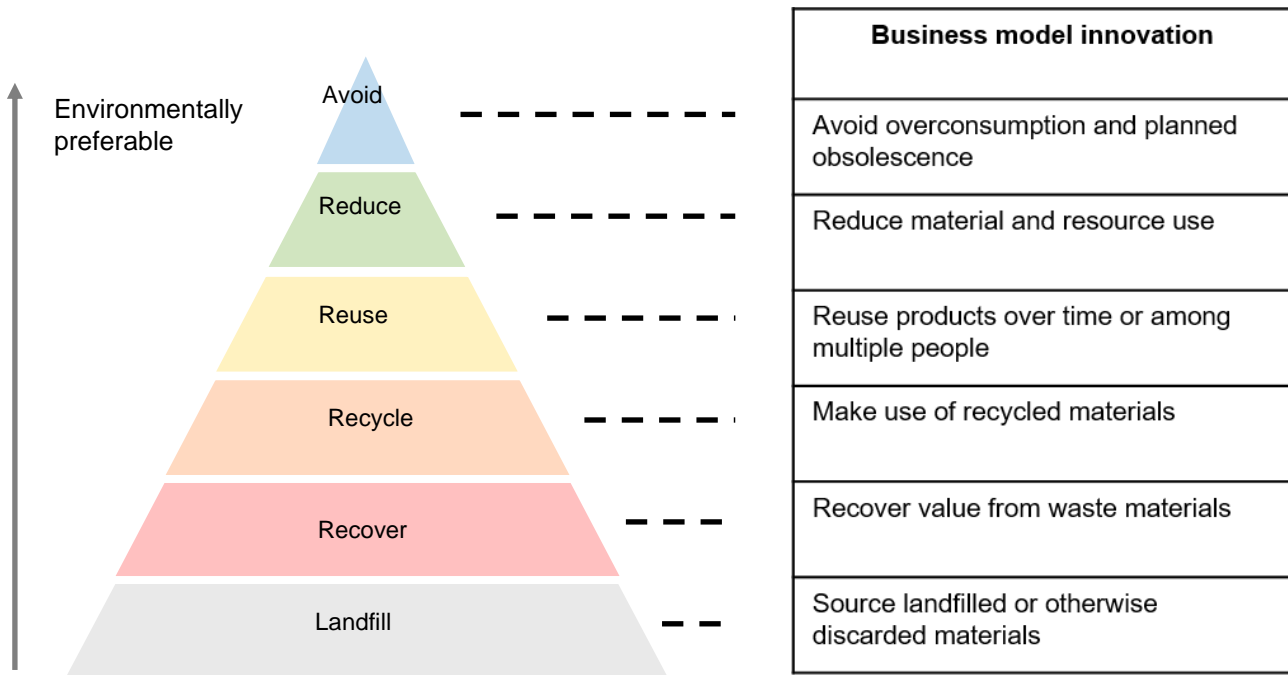 Environmentally
preferable
Avoid
Reduce
Reuse
Recycle
Recover
Landfill
Business model innovation
Avoid overconsumption and planned
obsolescence
Reduce material and resource use
Reuse products over time or among
multiple people
Make use of recycled materials
Recover value from waste materials
Source landfilled or otherwise
discarded materials